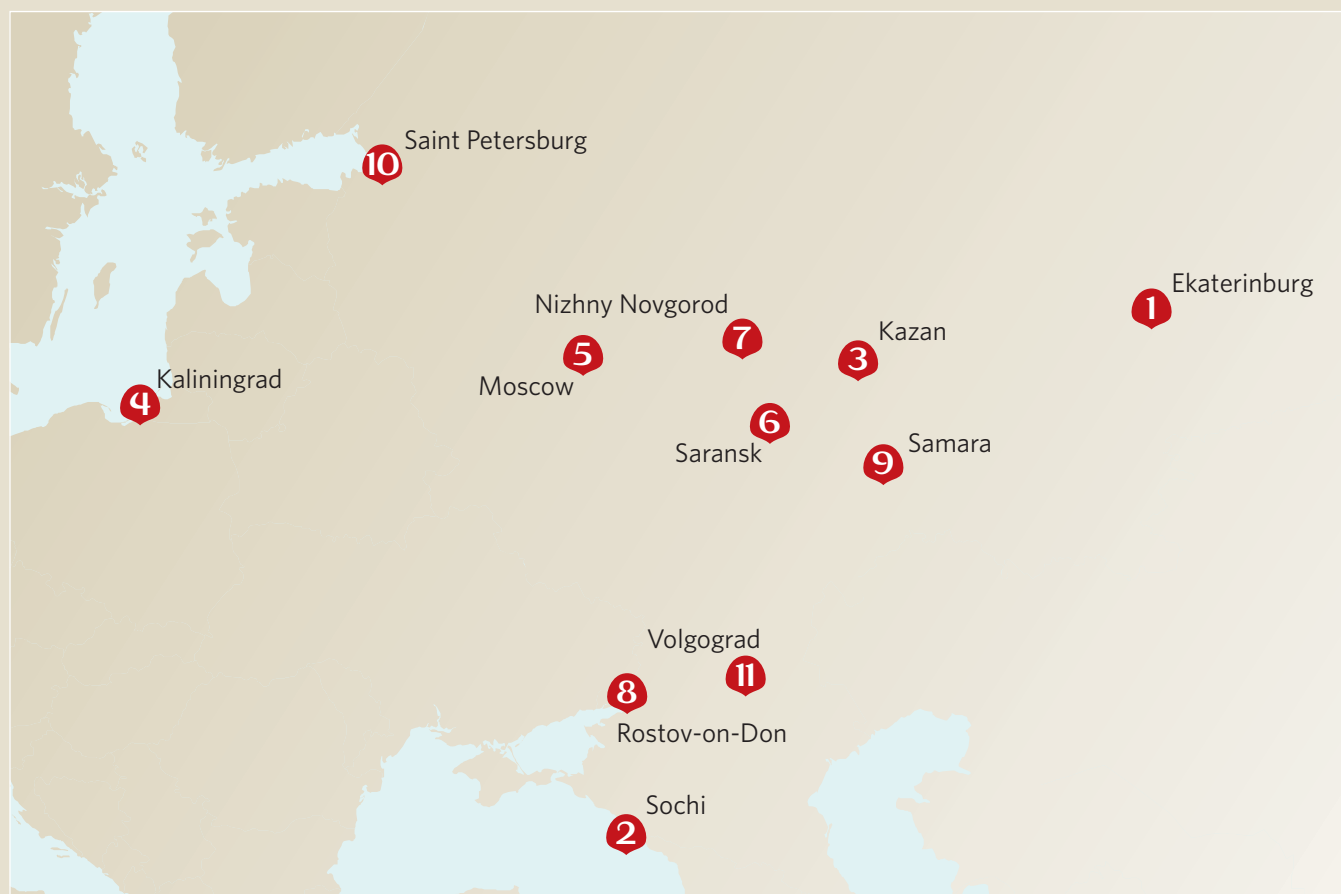 Saint Petersburg
10
Ekaterinburg
1
Nizhny Novgorod
7
Kazan
3
5
Moscow
Kaliningrad
4
6
Saransk
Samara
9
Volgograd
11
8
Rostov-on-Don
Sochi
2